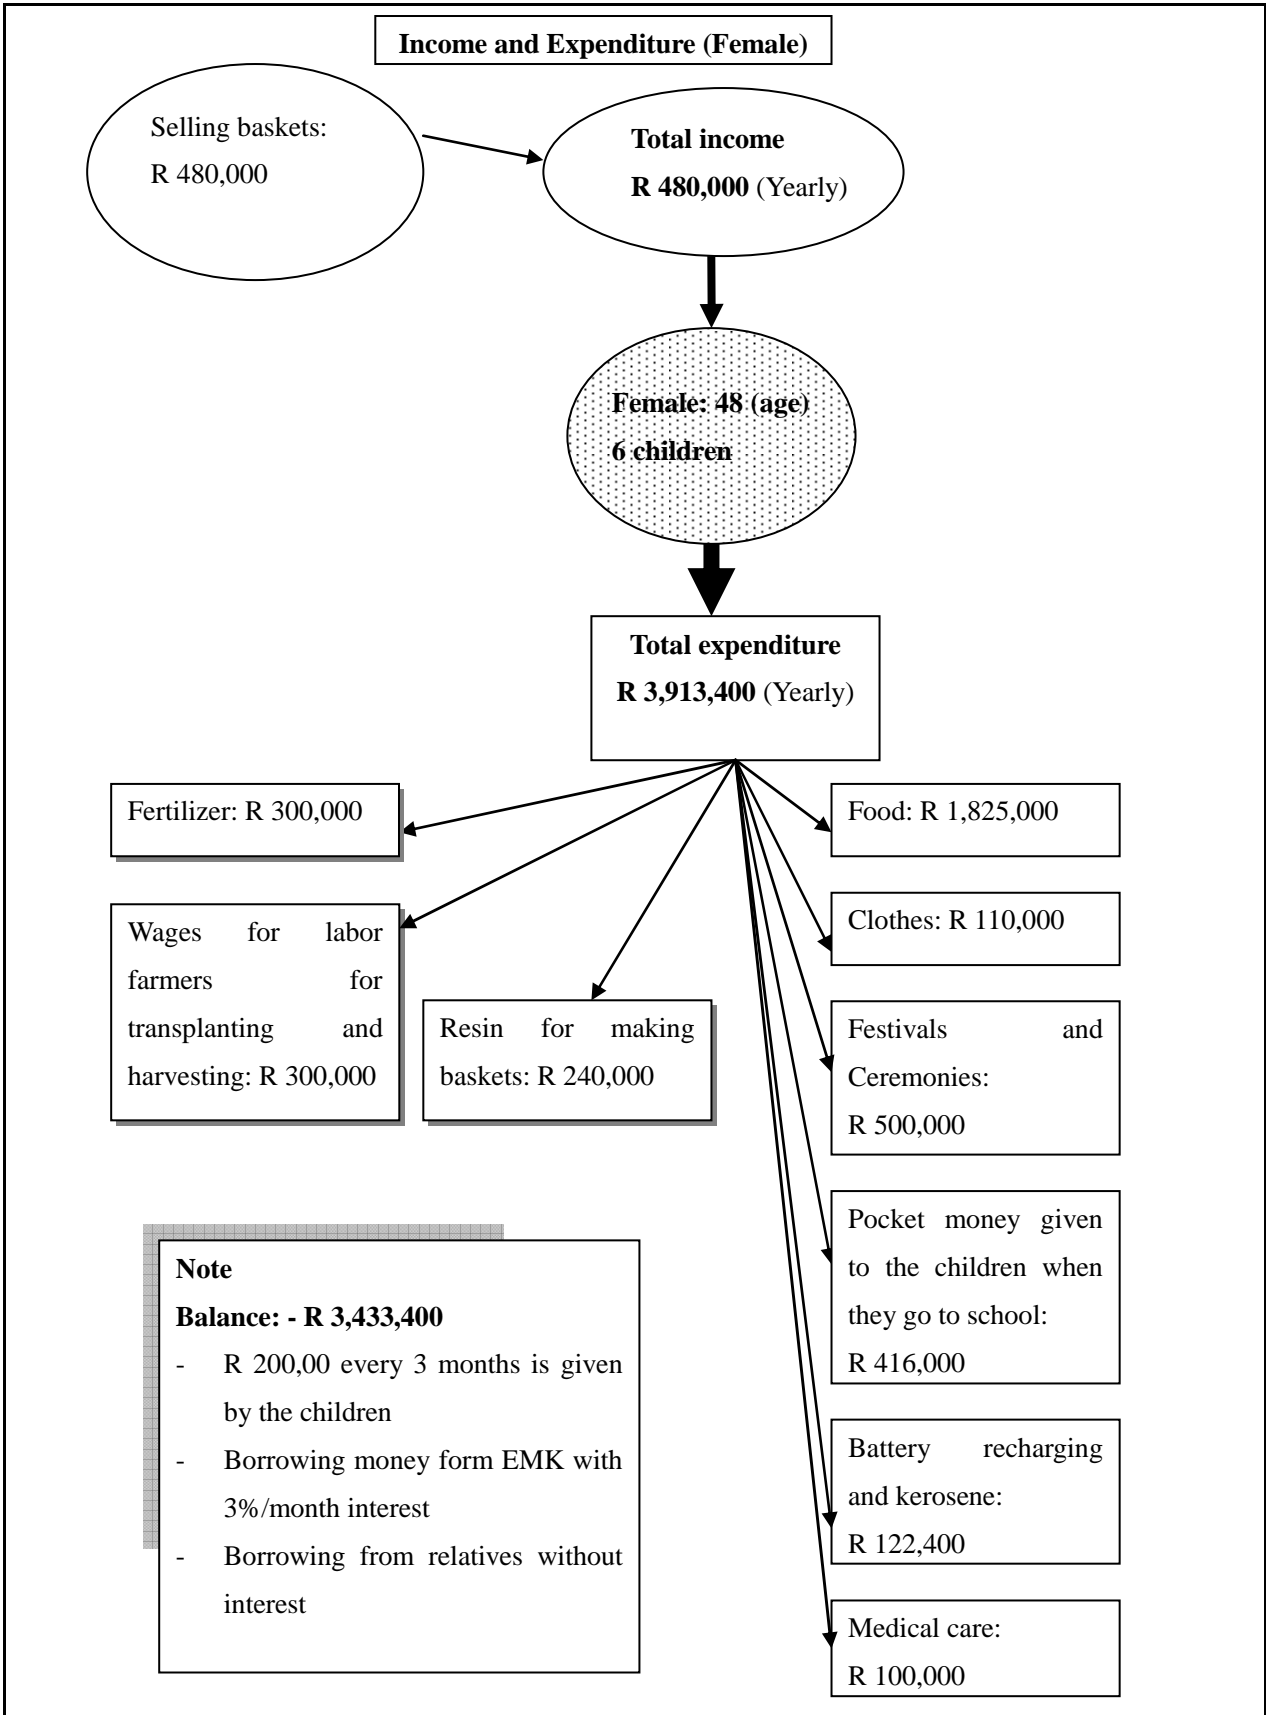 Income and Expenditure (Female)
Selling baskets:
R 480,000
Total income
R 480,000 (Yearly)
Female: 48 (age)
6 children
Total expenditure
R 3,913,400 (Yearly)
Fertilizer: R 300,000
Wages for labor
farmers for
transplanting and
harvesting: R 300,000
Resin for making
baskets: R 240,000
Food: R 1,825,000
Clothes: R 110,000
Festivals and
Ceremonies:
R 500,000
Pocket money given
to the children when
they go to school:
R 416,000
Battery recharging
and kerosene:
R 122,400
Medical care:
R 100,000
Note
Balance: - R 3,433,400
- R 200,00 every 3 months is given
by the children
- Borrowing money form EMK with
3%/month interest
- Borrowing from relatives without
interest